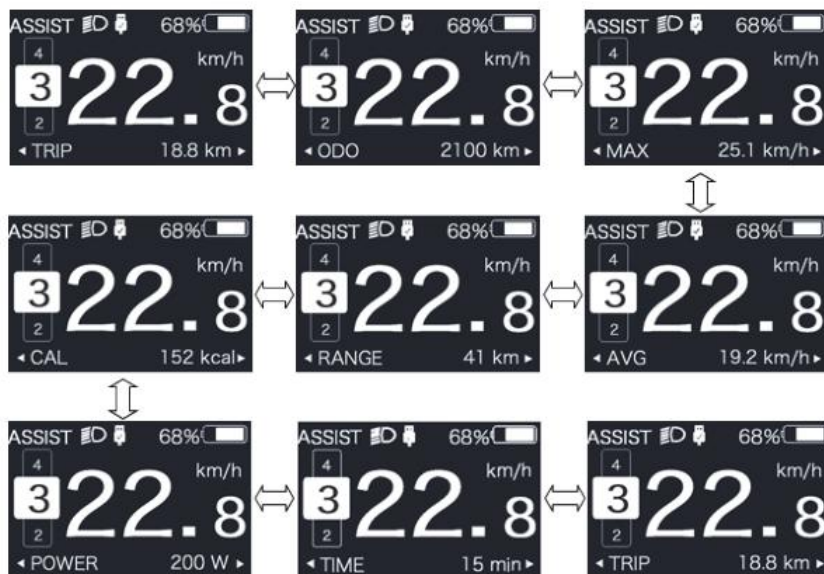 ASSIST 68%
4
km/h
3
22.8
2
TRIP 18.8 km
ASSIST 68%
4
km/h
3
22.8
2
ODO 2100 km
ASSIST 68%
4
km/h
3
22.8
2
MAX 25.1 km/h
ASSIST 68%
4
km/h
3
22.8
2
CAL 152 kcal
ASSIST 68%
4
km/h
3
22.8
2
RANGE 41 km
ASSIST 68%
4
km/h
3
22.8
2
AVG 19.2 km/h
ASSIST 68%
4
km/h
3
22.8
2
POWER 200 W
ASSIST 68%
4
km/h
3
22.8
2
TIME 15 min
ASSIST 68%
4
km/h
3
22.8
2
TRIP 18.8 km